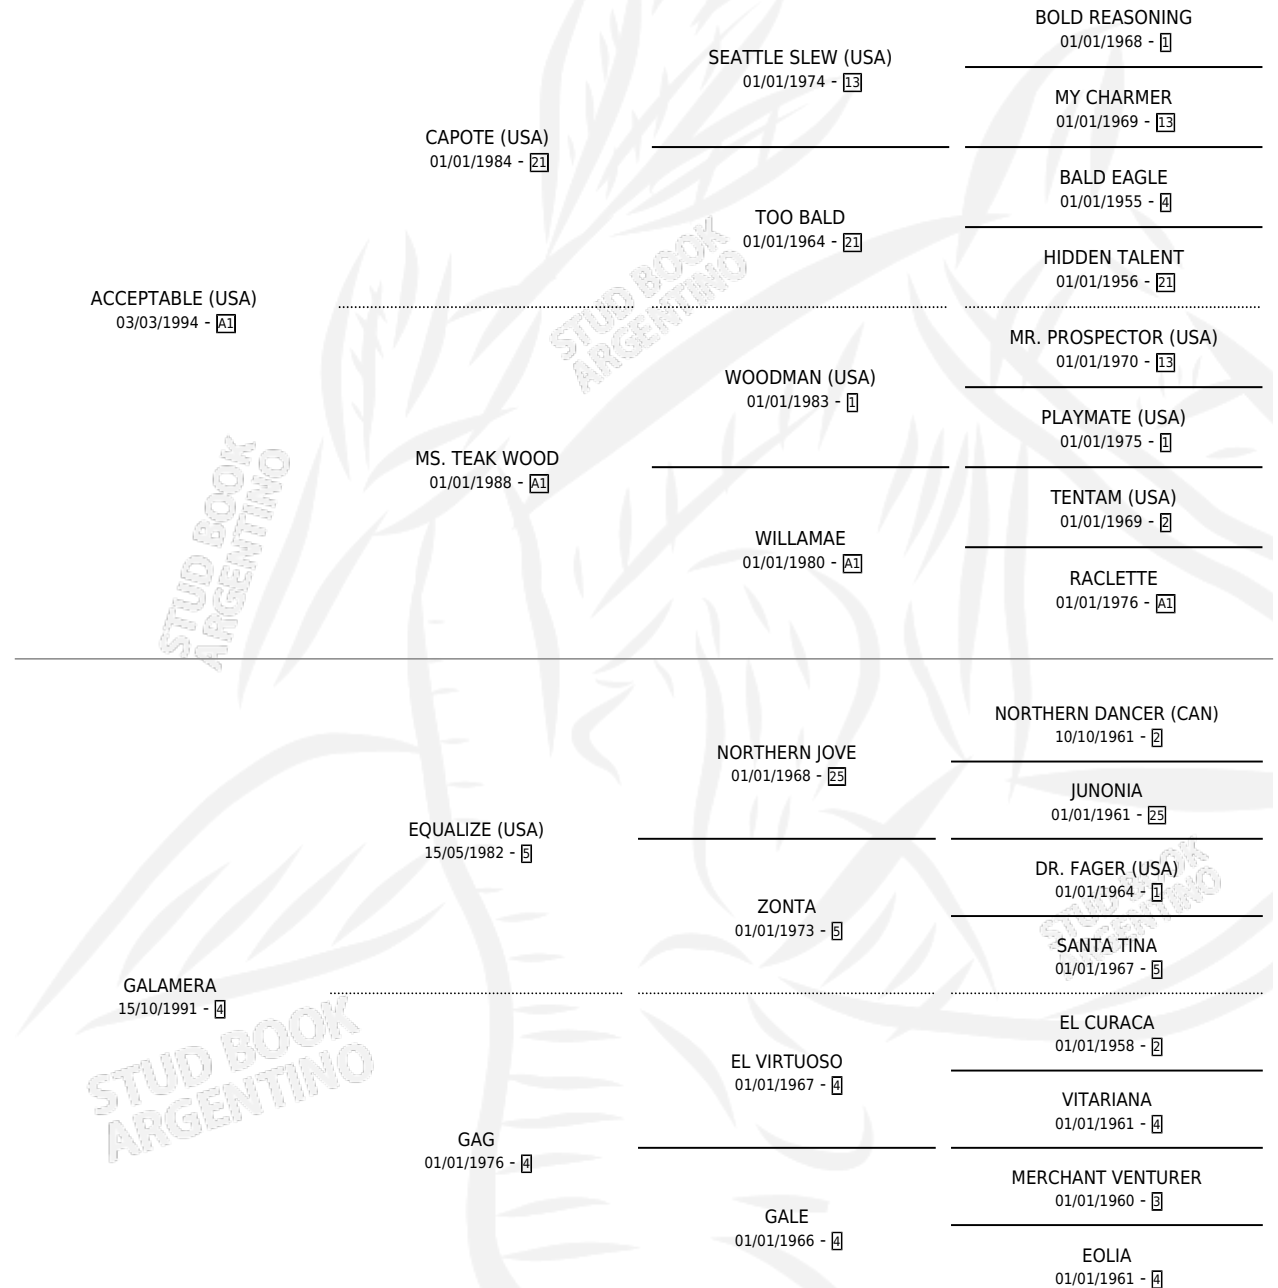 BOLD REASONING
01/01/1968 - 1
SEATTLE SLEW (USA)
01/01/1974 - 13
MY CHARMER
01/01/1969 - 13
CAPOTE (USA)
01/01/1984 - 21
BALD EAGLE
01/01/1955 - 4
TOO BALD
01/01/1964 - 21
HIDDEN TALENT
01/01/1956 - 21
ACCEPTABLE (USA)
03/03/1994 - A1
MR. PROSPECTOR (USA)
01/01/1970 - 13
WOODMAN (USA)
01/01/1983 - 1
PLAYMATE (USA)
01/01/1975 - 1
MS. TEAK WOOD
01/01/1988 - A1
TENTAM (USA)
01/01/1969 - 2
WILLAMAE
01/01/1980 - A1
RACLETTE
01/01/1976 - A1
NORTHERN DANCER (CAN)
10/10/1961 - 2
NORTHERN JOVE
01/01/1968 - 25
JUNONIA
01/01/1961 - 25
EQUALIZE (USA)
15/05/1982 - 5
DR. FAGER (USA)
01/01/1964 - 1
ZONTA
01/01/1973 - 5
SANTA TINA
01/01/1967 - 5
GALAMERA
15/10/1991 - 4
EL CURACA
01/01/1958 - 2
EL VIRTUOSO
01/01/1967 - 4
VITARIANA
01/01/1961 - 4
GAG
01/01/1976 - 4
MERCHANT VENTURER
01/01/1960 - 3
GALE
01/01/1966 - 4
EOLIA
01/01/1961 - 4
STUD BOOK
ARGENTINO
STUD BOOK
ARGENTINO
STUD BOOK
ARGENTINO
STUD BOOK
ARGENTINO